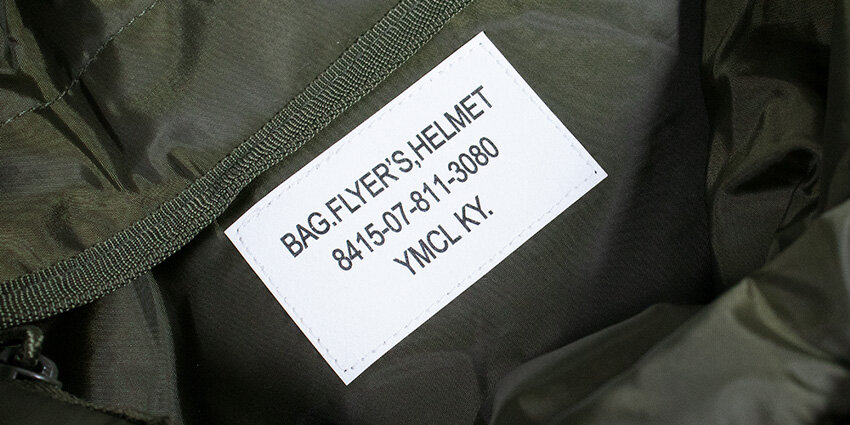 BAG.FLYER'S,HELMET
8415-07-811-3080
YMCL KY.